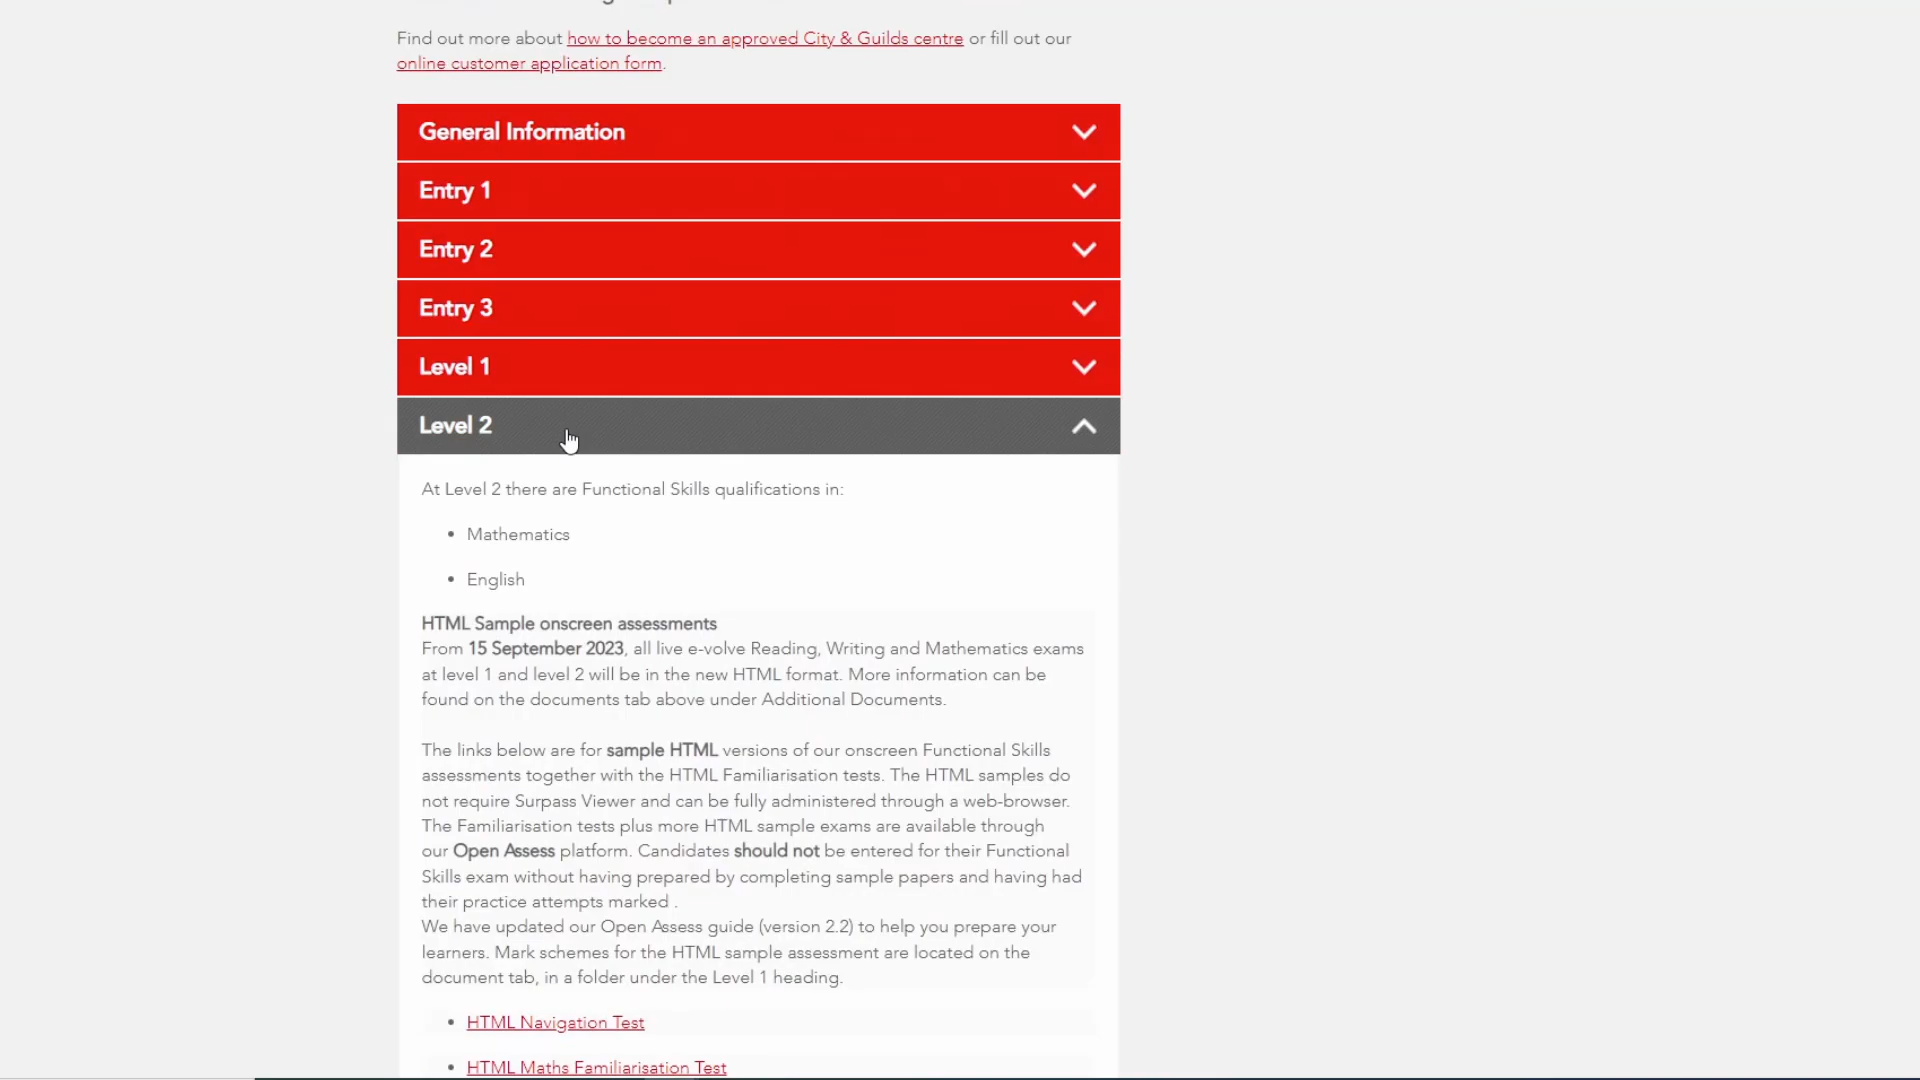 Find out more about how to become an approved City & Guilds centre or fill out our
online customer application form.
General Information
Entry 1
Entry 2
Entry 3
Level 1
Level 2
At Level 2 there are Functional Skills qualifications in:
• Mathematics
• English
HTML Sample onscreen assessments
From 15 September 2023, all live e-volve Reading, Writing and Mathematics exams
at level 1 and level 2 will be in the new HTML format. More information can be
found on the documents tab above under Additional Documents.
The links below are for sample HTML versions of our onscreen Functional Skills
assessments together with the HTML Familiarisation tests. The HTML samples do
not require Surpass Viewer and can be fully administered through a web-browser.
The Familiarisation tests plus more HTML sample exams are available through
our Open Assess platform. Candidates should not be entered for their Functional
Skills exam without having prepared by completing sample papers and having had
their practice attempts marked .
We have updated our Open Assess guide (version 2.2) to help you prepare your
learners. Mark schemes for the HTML sample assessment are located on the
document tab, in a folder under the Level 1 heading.
• HTML Navigation Test
• HTML Maths Familiarisation Test